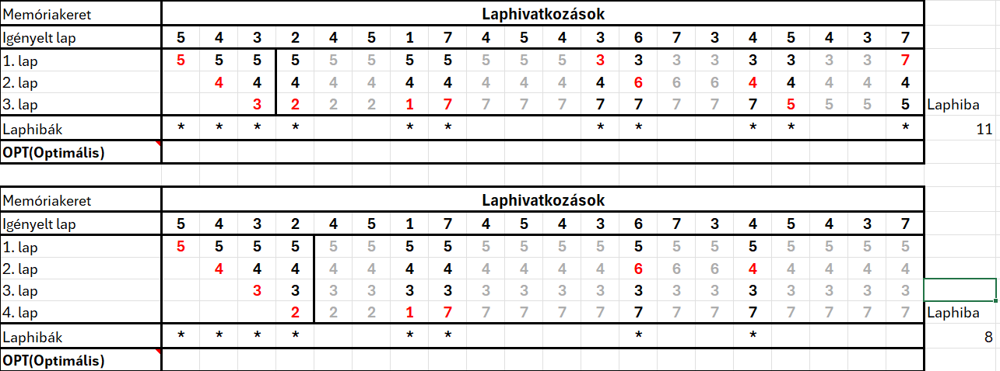 Memóriakeret Laphivatkozások
Igényelt lap 5 4 3 2 4 5 1 7 4 5 4 3 6 7 3 4 5 4 3 7
1. lap 5 5 5 5 5 5 5 5 5 5 5 3 3 3 3 3 3 3 3 7
2. lap 4 4 4 4 4 4 4 4 4 4 4 6 6 6 4 4 4 4 4
3. lap 3 2 2 2 1 7 7 7 7 7 7 7 7 7 5 5 5 5 Laphiba
Laphibák * * * * * * * * * * * 11
OPT(Optimális)
Memóriakeret Laphivatkozások
Igényelt lap 5 4 3 2 4 5 1 7 4 5 4 3 6 7 3 4 5 4 3 7
1. lap 5 5 5 5 5 5 5 5 5 5 5 5 5 5 5 5 5 5 5 5
2. lap 4 4 4 4 4 4 4 4 4 4 4 6 6 6 4 4 4 4 4
3. lap 3 3 3 3 3 3 3 3 3 3 3 3 3 3 3 3 3 3
4. lap 2 2 2 1 7 7 7 7 7 7 7 7 7 7 7 7 7 Laphiba
Laphibák * * * * * * * * 8
OPT(Optimális)